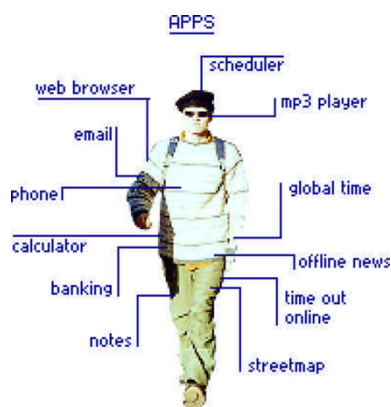 APPS
scheduler
web browser
mp3 player
email
phone
global time
calculator
offline news
banking
time out
online
notes
streetmap